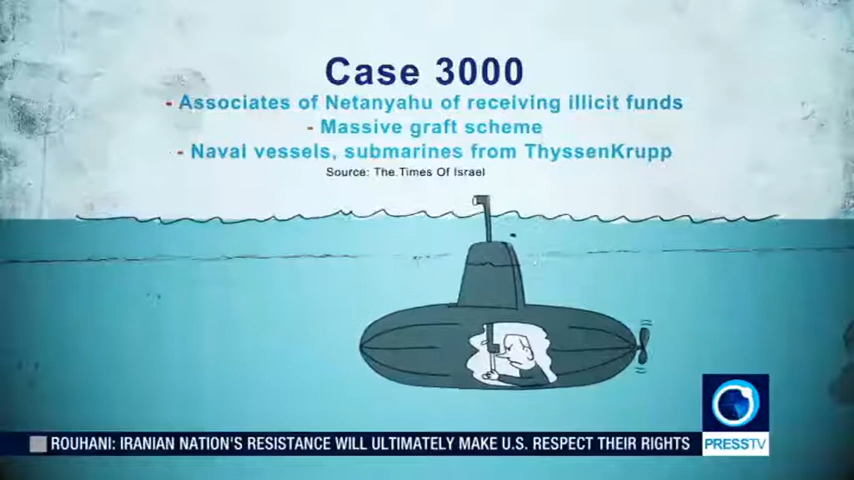 Case 3000
- Associates of Netanyahu of receiving illicit funds
- Massive graft scheme
- Naval vessels, submarines from ThyssenKrupp
Source: The Times Of Israel
ROUHANI: IRANIAN NATION'S RESISTANCE WILL ULTIMATELY MAKE U.S. RESPECT THEIR RIGHTS
PRESSTV